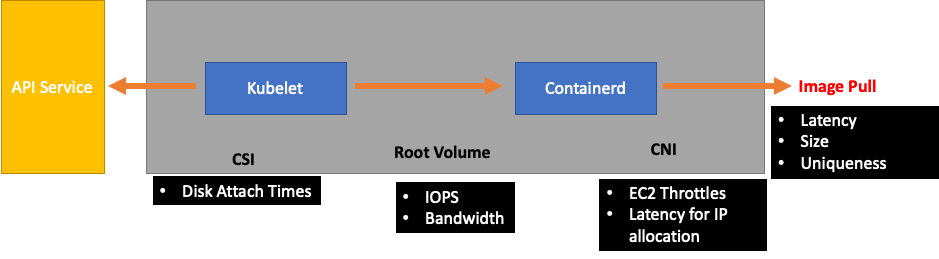 API Service
Kubelet
Containerd
Image Pull
• Latency
• Size
• Uniqueness
CSI
Root Volume
CNI
• Disk Attach Times
• IOPS
• Bandwidth
• EC2 Throttles
• Latency for IP
allocation